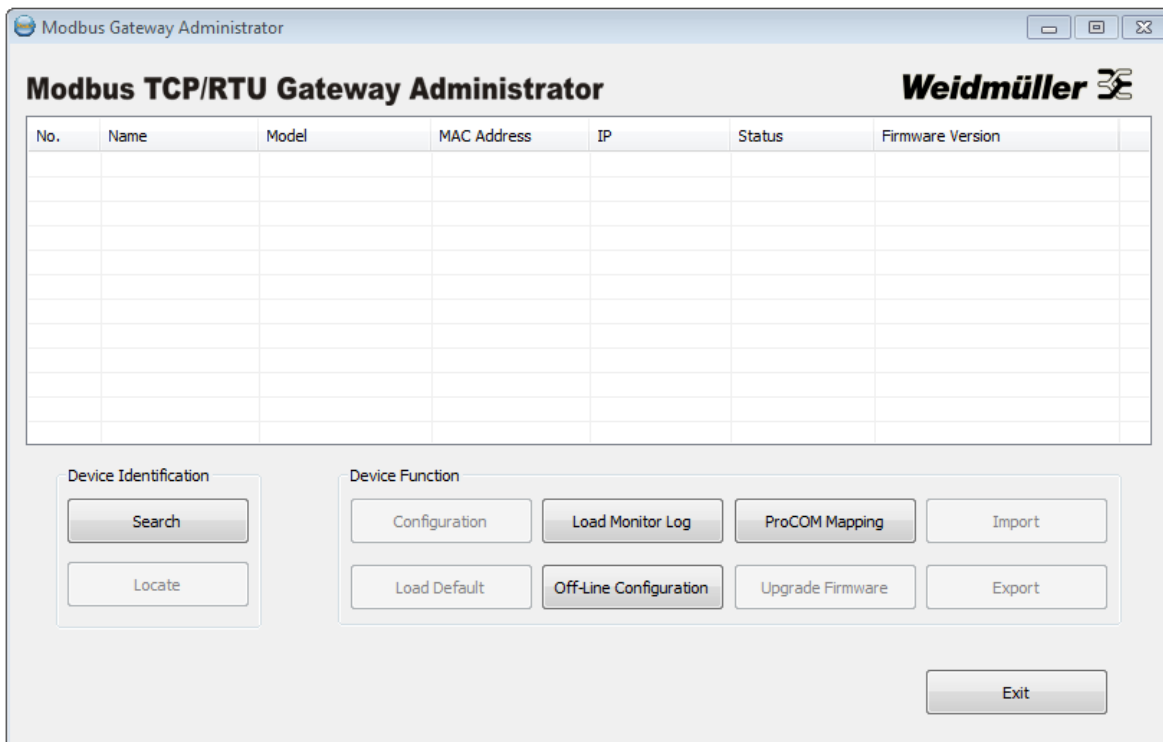 Modbus Gateway Administrator
Modbus TCP/RTU Gateway Administrator
Weidmüller
No. Name Model MAC Address IP Status Firmware Version
Device Identification Device Function
Search Configuration Load Monitor Log ProCOM Mapping Import
Locate Load Default Off-Line Configuration Upgrade Firmware Export
Exit